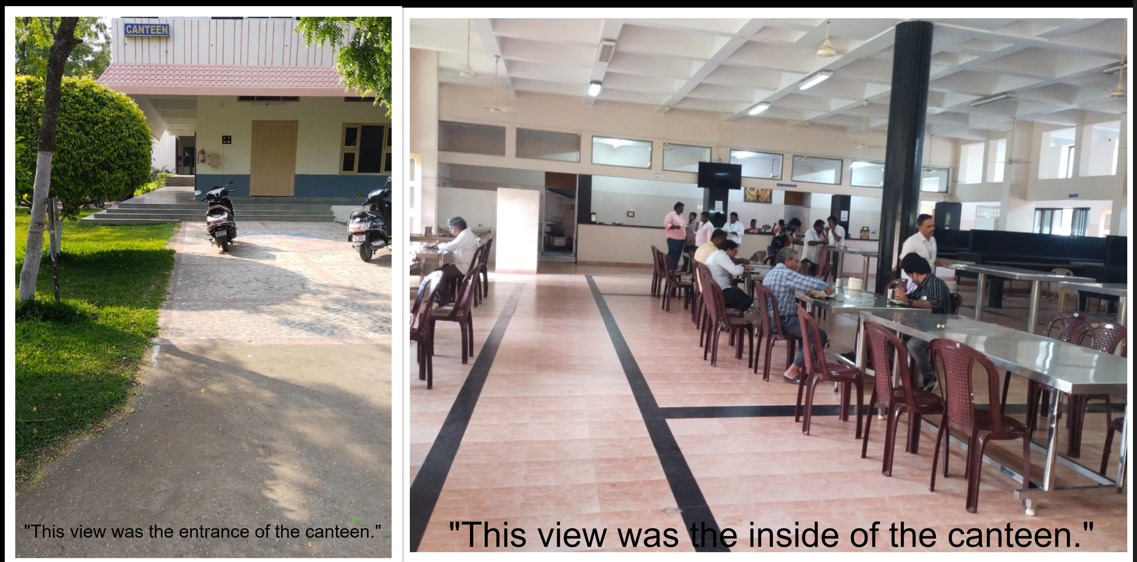 CANTEEN
"This view was the entrance of the canteen."
"This view was the inside of the canteen."